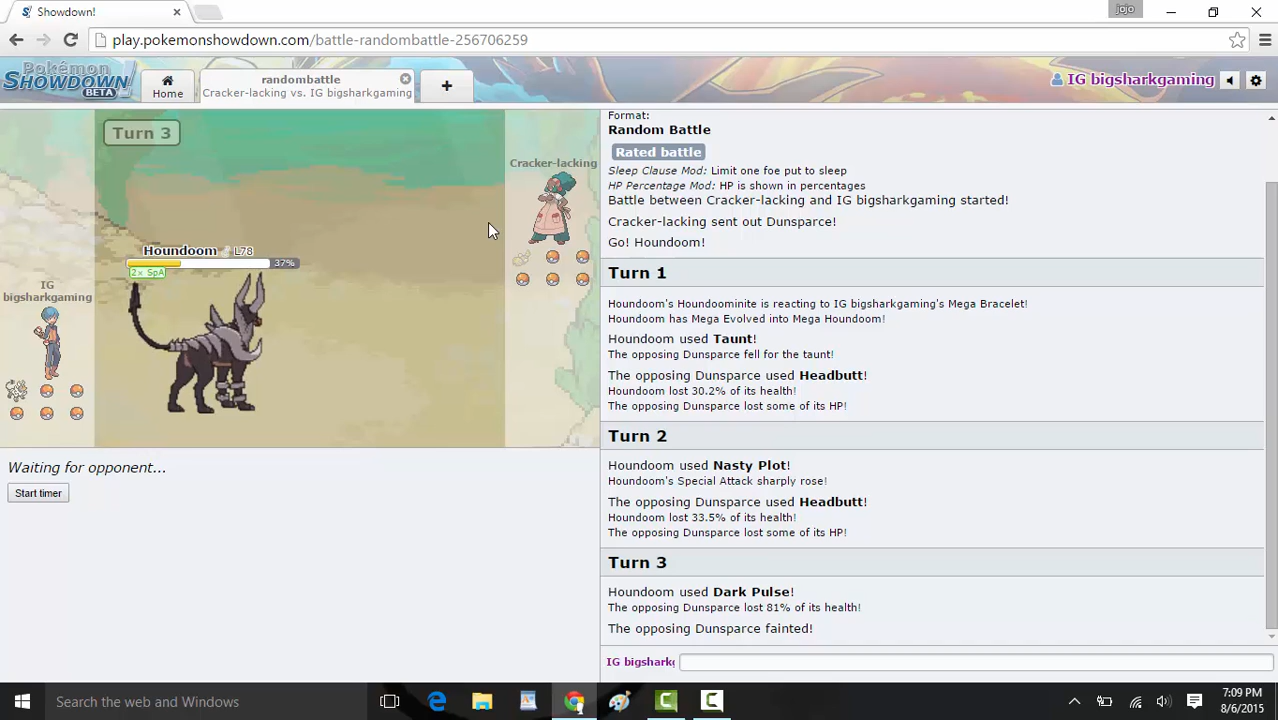 Showdown!
jojo
play.pokemonshowdown.com/battle-randombattle-256706259
Pokémon
SHOWDOWN
BETA
Home
randombattle
Cracker-lacking vs. IG bigsharkgaming
+
IG bigsharkgaming
Turn 3
Cracker-lacking
Houndoom L78
37%
2x SpA
IG
bigsharkgaming
Waiting for opponent...
Start timer
Format:
Random Battle
Rated battle
Sleep Clause Mod: Limit one foe put to sleep
HP Percentage Mod: HP is shown in percentages
Battle between Cracker-lacking and IG bigsharkgaming started!
Cracker-lacking sent out Dunsparce!
Go! Houndoom!
Turn 1
Houndoom's Houndoominite is reacting to IG bigsharkgaming's Mega Bracelet!
Houndoom has Mega Evolved into Mega Houndoom!
Houndoom used Taunt!
The opposing Dunsparce fell for the taunt!
The opposing Dunsparce used Headbutt!
Houndoom lost 30.2% of its health!
The opposing Dunsparce lost some of its HP!
Turn 2
Houndoom used Nasty Plot!
Houndoom's Special Attack sharply rose!
The opposing Dunsparce used Headbutt!
Houndoom lost 33.5% of its health!
The opposing Dunsparce lost some of its HP!
Turn 3
Houndoom used Dark Pulse!
The opposing Dunsparce lost 81% of its health!
The opposing Dunsparce fainted!
IG bigshark
Search the web and Windows
7:09 PM
8/6/2015